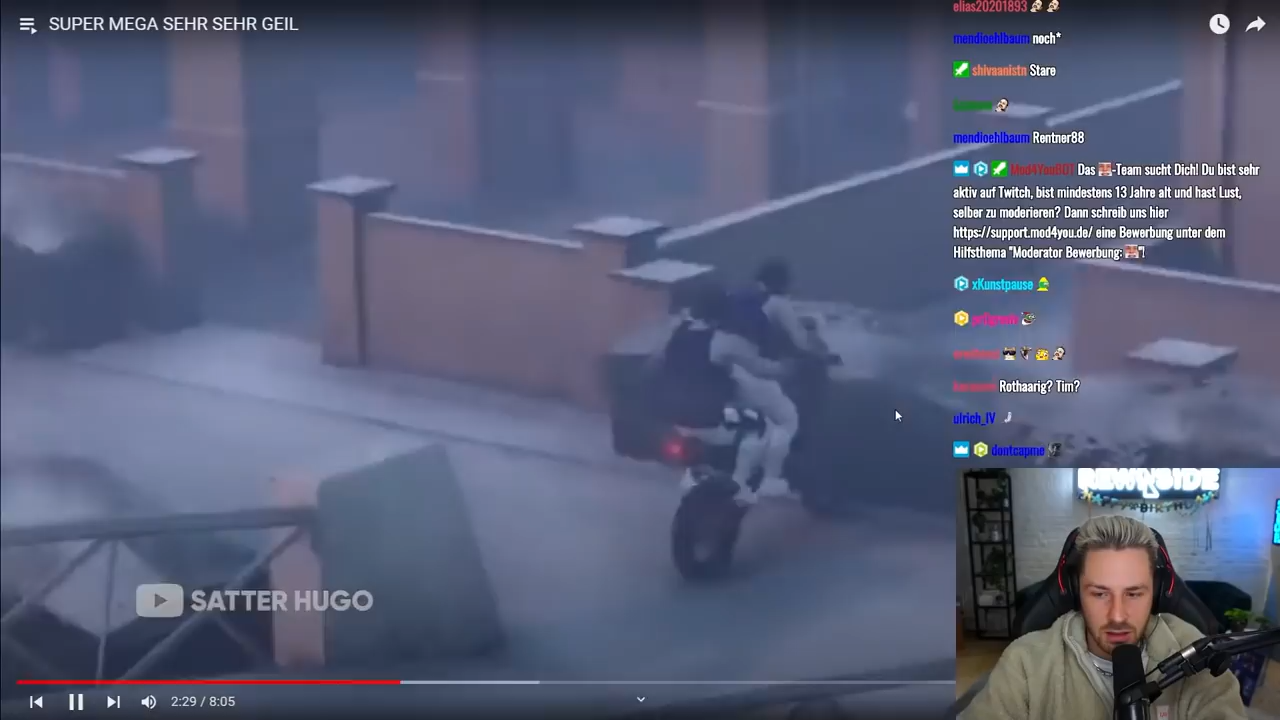 SUPER MEGA SEHR SEHR GEIL
elias20201893
mendioehlbaum noch*
shivaanistn Stare
mendioehlbaum Rentner88
Mod4YouBOT Das -Team sucht Dich! Du bist sehr
aktiv auf Twitch, bist mindestens 13 Jahre alt und hast Lust,
selber zu moderieren? Dann schreib uns hier
https://support.mod4you.de/ eine Bewerbung unter dem
Hilfsthema "Moderator Bewerbung: "!
xKunstpause
Rothaarig? Tim?
ulrich_IV
dontcapme
SATTER HUGO
2:29 / 8:05